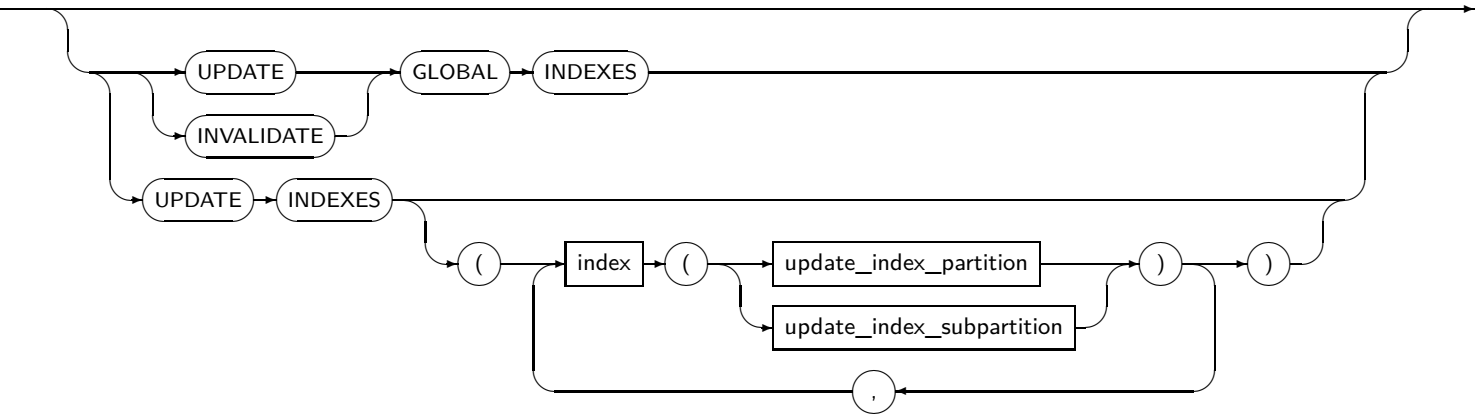 UPDATE GLOBAL INDEXES
INVALIDATE
UPDATE INDEXES
( index ( update_index_partition ) )
update_index_subpartition
,